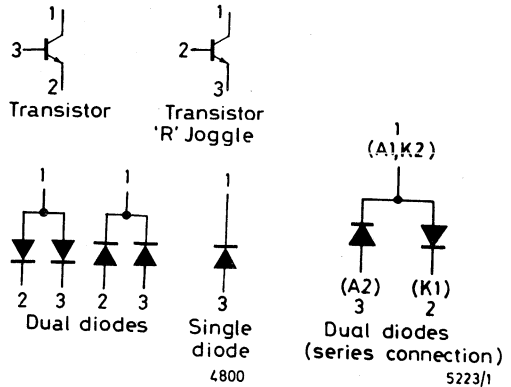 1
3
2
Transistor
1
2
3
Transistor
'R' Joggle
1
2 3
1
2 3
Dual diodes
1
3
Single
diode
4800
1
(A1,K2)
(A2) (K1)
3 2
Dual diodes
(series connection)
5223/1